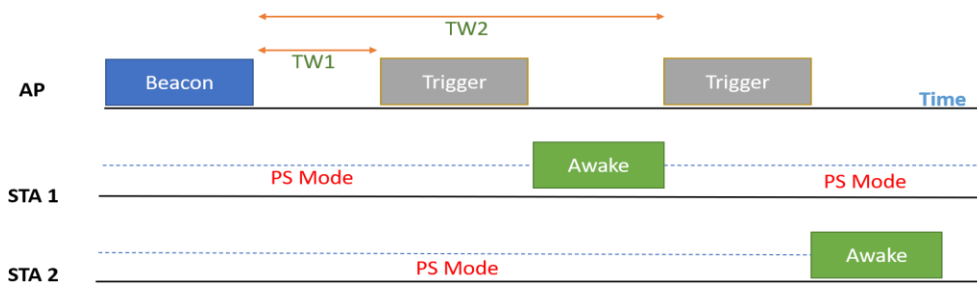 TW2
TW1
AP
Beacon
Trigger
Trigger
Time
STA 1
PS Mode
Awake
PS Mode
STA 2
PS Mode
Awake